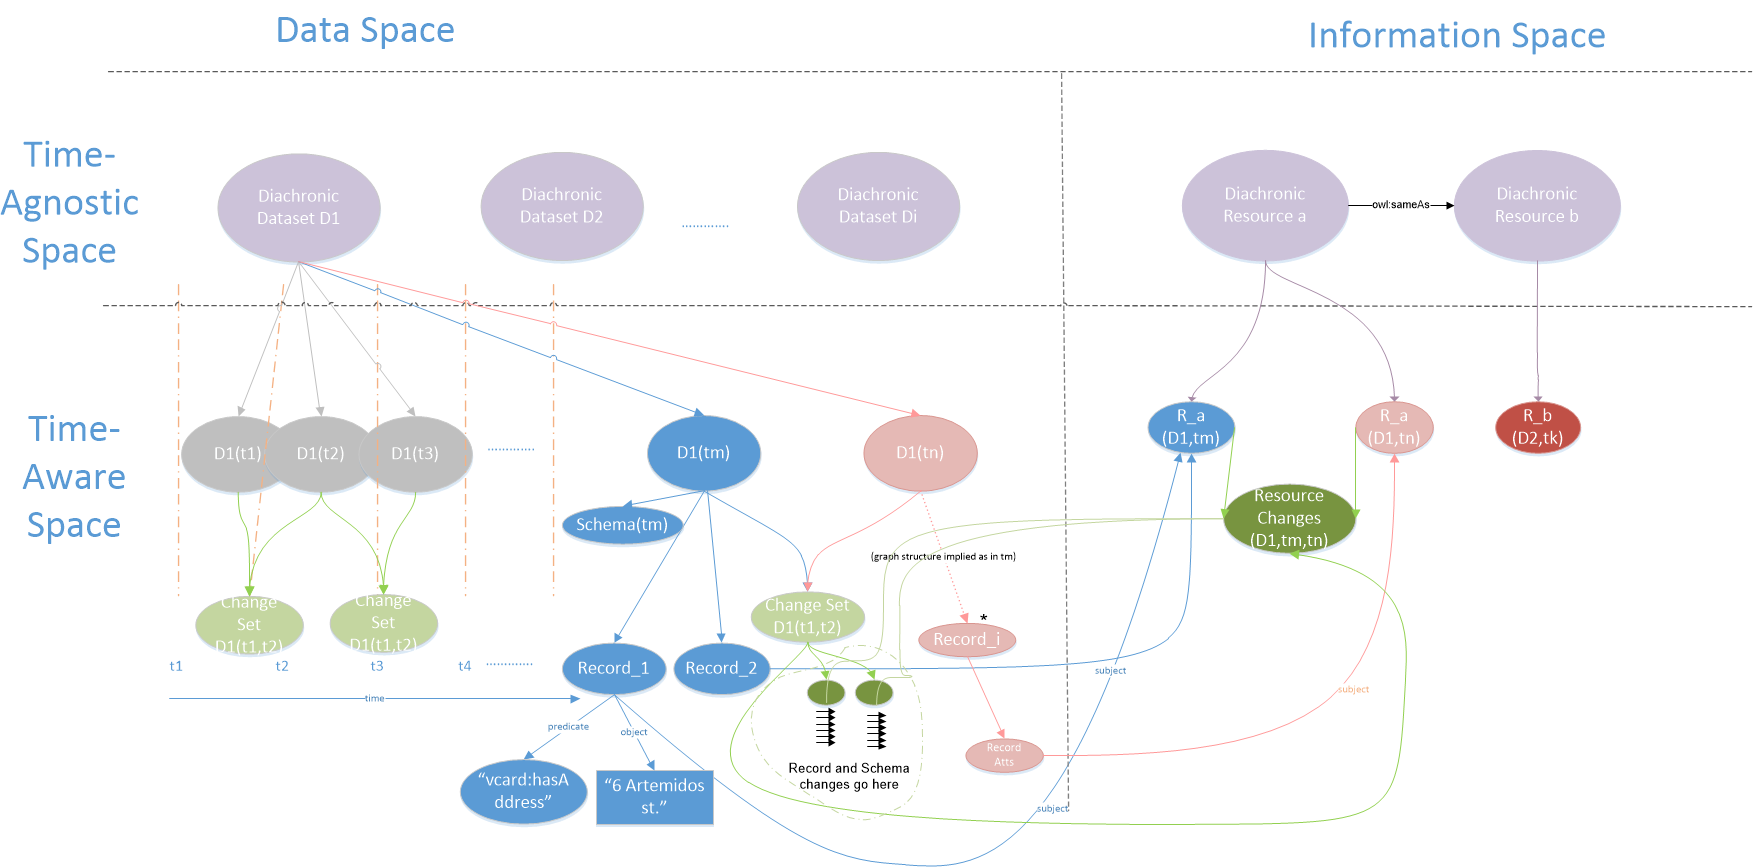 Data Space
Information Space
Time-
Agnostic
Space
Diachronic
Dataset D1
Diachronic
Dataset D2
.............
Diachronic
Dataset Di
Diachronic
Resource a
owl:sameAs
Diachronic
Resource b
Time-
Aware
Space
D1(t1)
D1(t2)
D1(t3)
.............
D1(tm)
D1(tn)
R_a
(D1,tm)
R_a
(D1,tn)
R_b
(D2,tk)
Schema(tm)
Resource
Changes
(D1,tm,tn)
(graph structure implied as in tm)
Change
Set
D1(t1,t2)
Change
Set
D1(t1,t2)
Change Set
D1(t1,t2)
*
Record_i
t1
t2
t3
t4
.............
Record_1
Record_2
subject
subject
time
predicate
object
Record
Atts
Record and Schema
changes go here
“vcard:hasA
ddress”
“6 Artemidos
st.”
subject